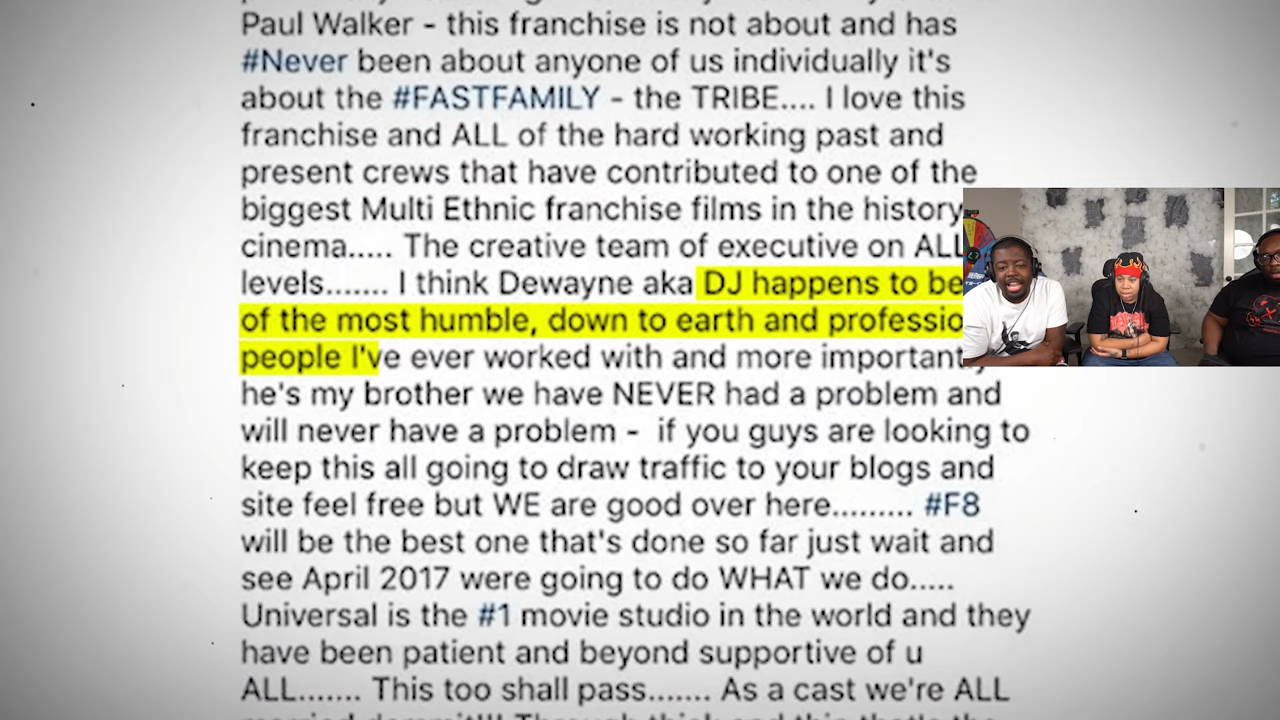 Paul Walker - this franchise is not about and has
#Never been about anyone of us individually it's
about the #FASTFAMILY - the TRIBE.... I love this
franchise and ALL of the hard working past and
present crews that have contributed to one of the
biggest Multi Ethnic franchise films in the history
cinema..... The creative team of executive on ALL
levels....... I think Dewayne aka DJ happens to be
of the most humble, down to earth and professio
people I've ever worked with and more important
he's my brother we have NEVER had a problem and
will never have a problem - if you guys are looking to
keep this all going to draw traffic to your blogs and
site feel free but WE are good over here......... #F8
will be the best one that's done so far just wait and
see April 2017 were going to do WHAT we do.....
Universal is the #1 movie studio in the world and they
have been patient and beyond supportive of u
ALL....... This too shall pass....... As a cast we're ALL